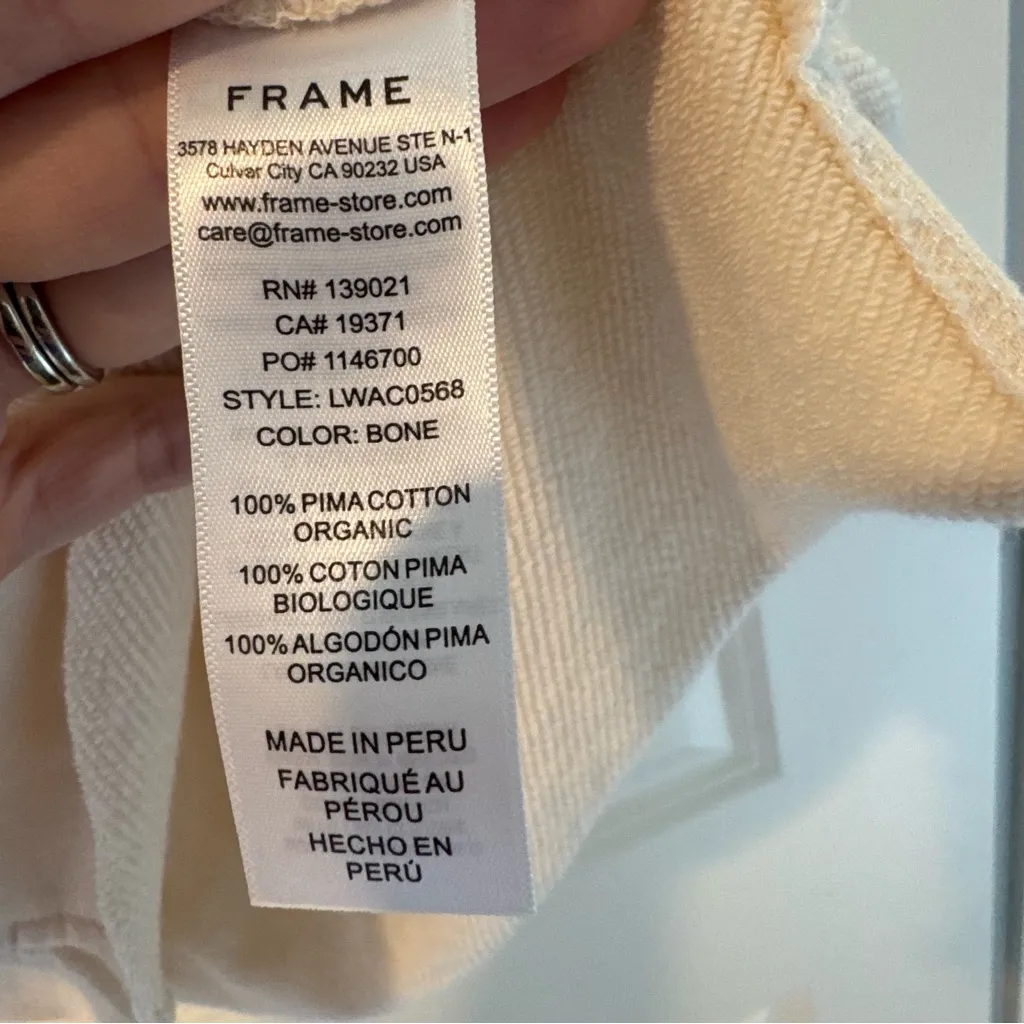 FRAME
3578 HAYDEN AVENUE STE N-1
Culvar City CA 90232 USA
www.frame-store.com
care@frame-store.com
RN# 139021
CA# 19371
PO# 1146700
STYLE: LWAC0568
COLOR: BONE
100% PIMA COTTON
ORGANIC
100% COTON PIMA
BIOLOGIQUE
100% ALGODÓN PIMA
ORGANICO
MADE IN PERU
FABRIQUÉ AU
PÉROU
HECHO EN
PERÚ